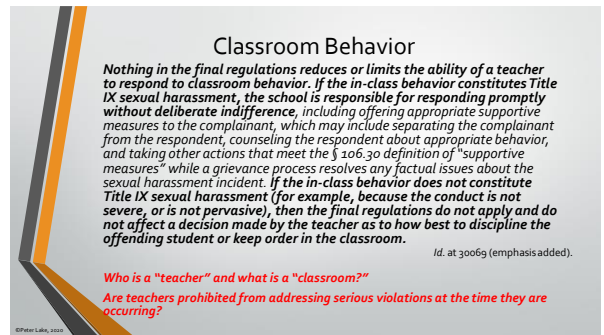 Classroom Behavior
Nothing in the final regulations reduces or limits the ability of a teacher
to respond to classroom behavior. If the in-class behavior constitutes Title
IX sexual harassment, the school is responsible for responding promptly
without deliberate indifference, including offering appropriate supportive
measures to the complainant, which may include separating the complainant
from the respondent, counseling the respondent about appropriate behavior,
and taking other actions that meet the § 106.30 definition of “supportive
measures” while a grievance process resolves any factual issues about the
sexual harassment incident. If the in-class behavior does not constitute
Title IX sexual harassment (for example, because the conduct is not
severe, or is not pervasive), then the final regulations do not apply and do
not affect a decision made by the teacher as to how best to discipline the
offending student or keep order in the classroom.
Id. at 30069 (emphasis added).
Who is a “teacher” and what is a “classroom?”
Are teachers prohibited from addressing serious violations at the time they are
occurring?
©Peter Lake, 2020